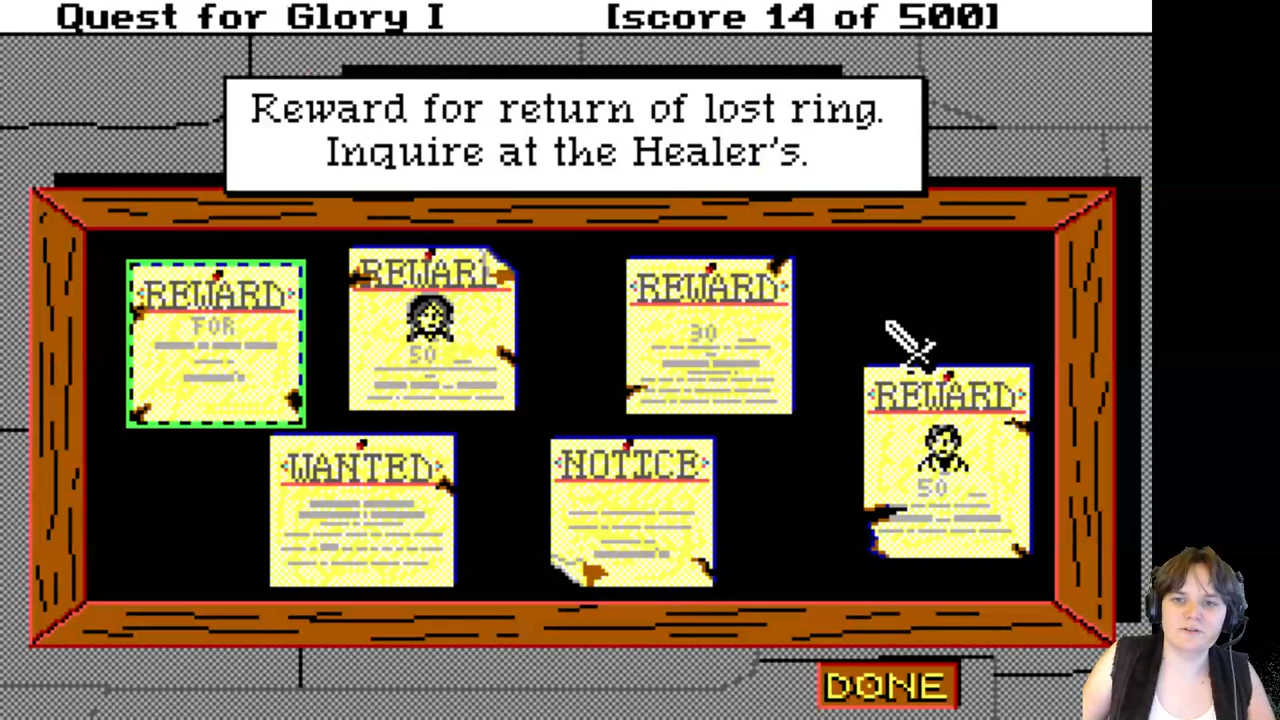 Quest for Glory I [score 14 of 500]
Reward for return of lost ring.
Inquire at the Healer's.
REWARD
FOR
REWARD
50
REWARD
30
REWARD
50
WANTED
NOTICE
DONE